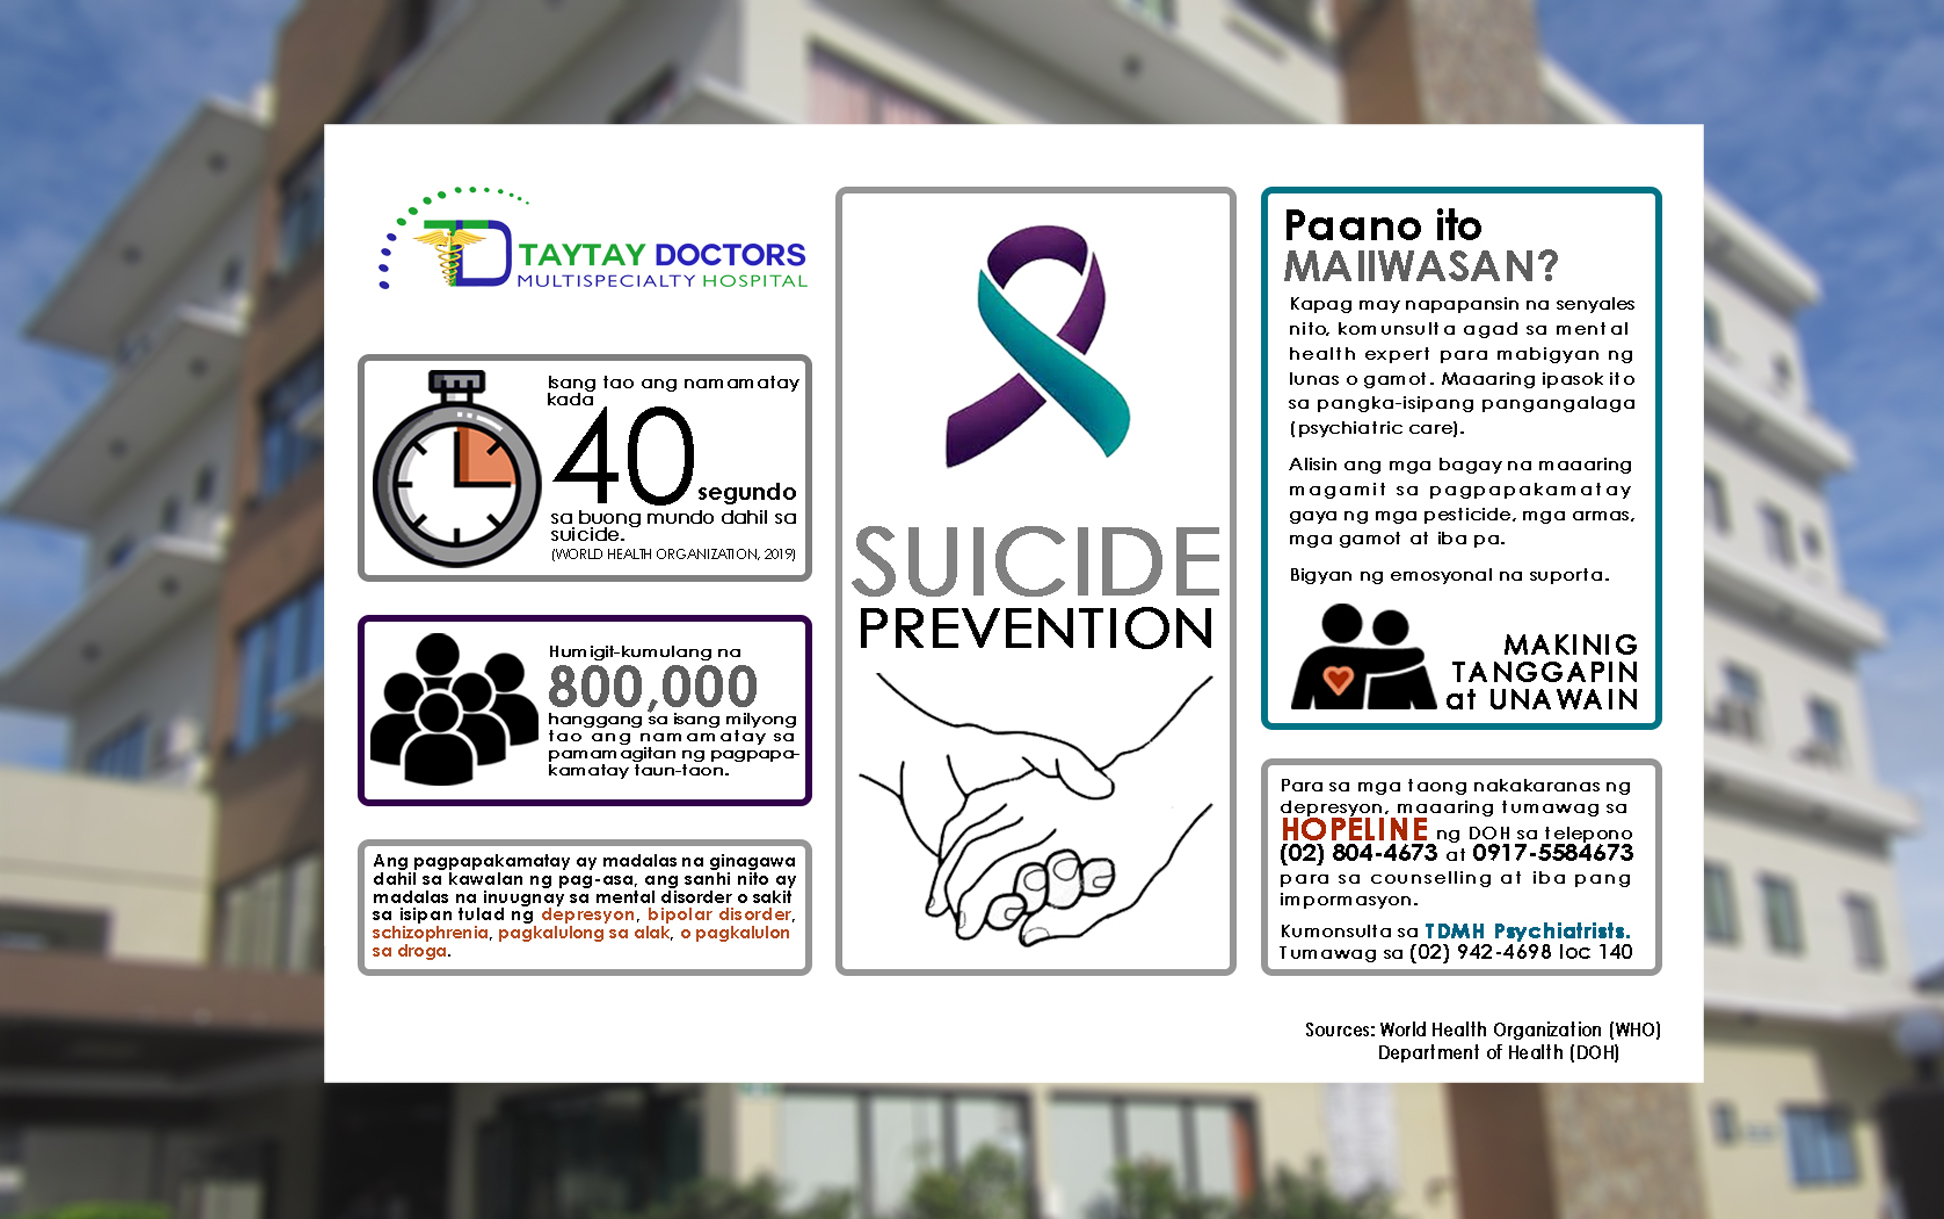 TAYTAY DOCTORS
MULTISPECIALTY HOSPITAL
Isang tao ang namamatay
kada
40
segundo
sa buong mundo dahil sa
suicide.
(WORLD HEALTH ORGANIZATION, 2019)
Humigit-kumulang na
800,000
hanggang sa isang milyong
tao ang namamatay sa
pamamagitan ng pagpapa-
kamatay taun-taon.
Ang pagpapakamatay ay madalas na ginagawa
dahil sa kawalan ng pag-asa, ang sanhi nito ay
madalas na inuugnay sa mental disorder o sakit
sa isipan tulad ng depresyon, bipolar disorder,
schizophrenia, pagkalulong sa alak, o pagkalulon
sa droga.
SUICIDE
PREVENTION
Paano ito
MAIIWASAN?
Kapag may napapansin na senyales
nito, komunsulta agad sa mental
health expert para mabigyan ng
lunas o gamot. Maaaring ipasok ito
sa pangka-isipang pangangalaga
(psychiatric care).
Alisin ang mga bagay na maaaring
magamit sa pagpapakamatay
gaya ng mga pesticide, mga armas,
mga gamot at iba pa.
Bigyan ng emosyonal na suporta.
MAKINIG
TANGGAPIN
at UNAWAIN
Para sa mga taong nakakaranas ng
depresyon, maaaring tumawag sa
HOPELINE ng DOH sa telepono
(02) 804-4673 at 0917-5584673
para sa counselling at iba pang
impormasyon.
Kumonsulta sa TDMH Psychiatrists.
Tumawag sa (02) 942-4698 loc 140
Sources: World Health Organization (WHO)
Department of Health (DOH)